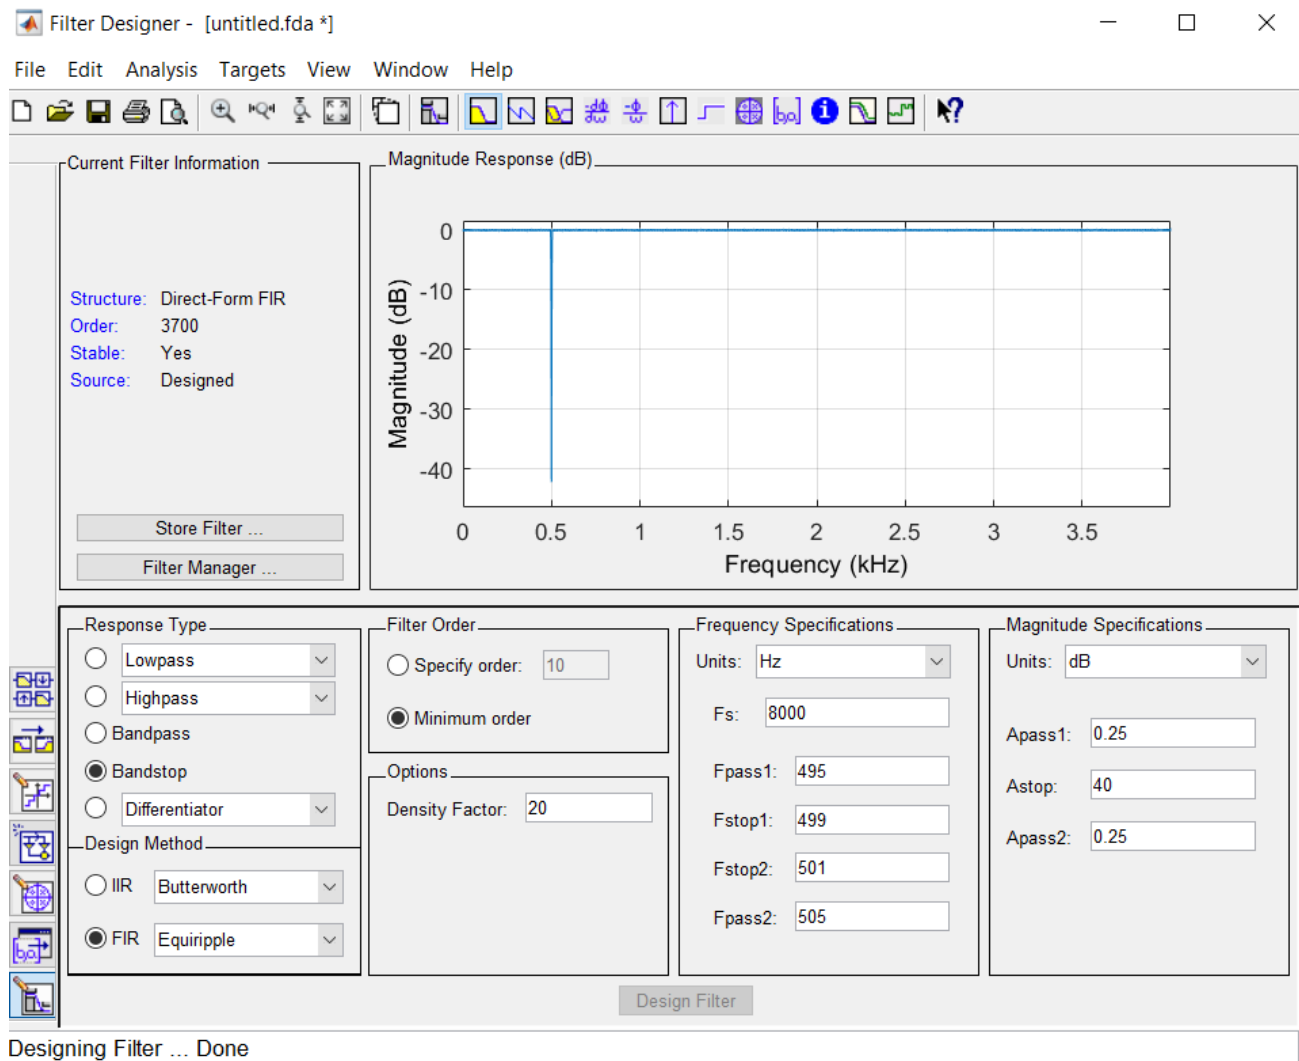 Filter Designer - [untitled.fda *]
File Edit Analysis Targets View Window Help
Current Filter Information
Structure: Direct-Form FIR
Order: 3700
Stable: Yes
Source: Designed
Store Filter ...
Filter Manager ...
Magnitude Response (dB)
Magnitude (dB)
0
-10
-20
-30
-40
0 0.5 1 1.5 2 2.5 3 3.5
Frequency (kHz)
Response Type
Lowpass
Highpass
Bandpass
Bandstop
Differentiator
Design Method
IIR Butterworth
FIR Equiripple
Filter Order
Specify order: 10
Minimum order
Options
Density Factor: 20
Frequency Specifications
Units: Hz
Fs: 8000
Fpass1: 495
Fstop1: 499
Fstop2: 501
Fpass2: 505
Magnitude Specifications
Units: dB
Apass1: 0.25
Astop: 40
Apass2: 0.25
Design Filter
Designing Filter ... Done